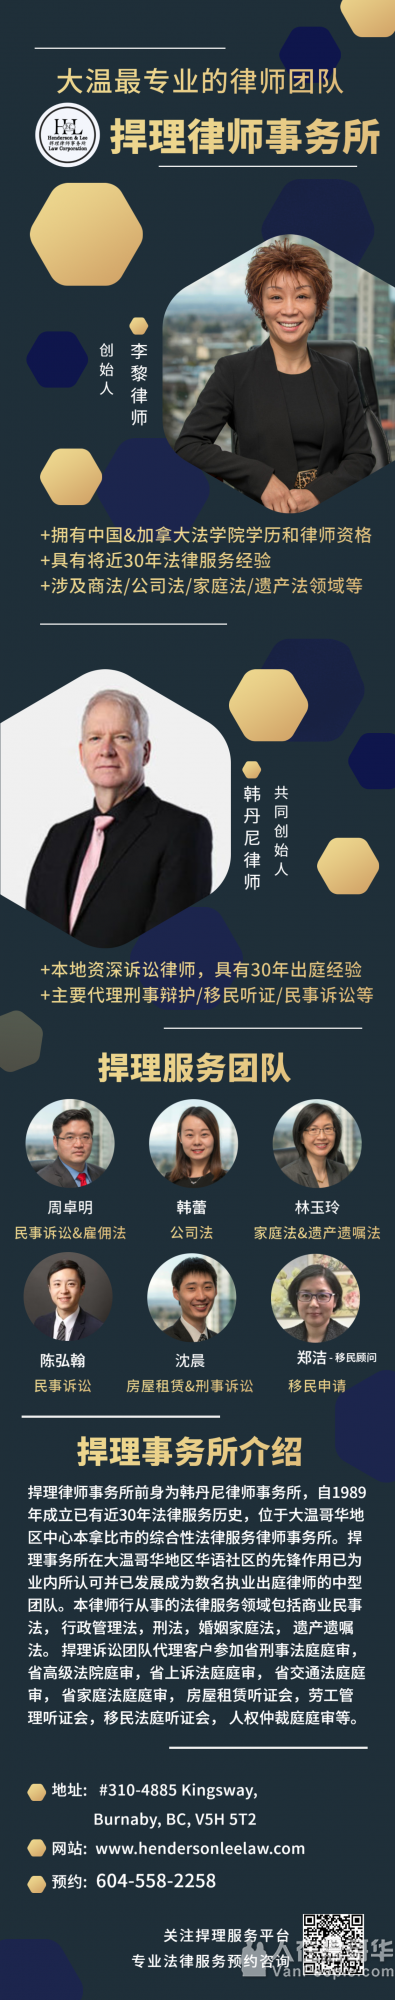 大温最专业的律师团队
HL
Henderson & Lee
捍理律师事务所
Law Corporation
捍理律师事务所
李黎律师
创始人
+拥有中国&加拿大法学院学历和律师资格
+具有将近30年法律服务经验
+涉及商法/公司法/家庭法/遗产法领域等
韩丹尼律师
共同创始人
+本地资深诉讼律师，具有30年出庭经验
+主要代理刑事辩护/移民听证/民事诉讼等
捍理服务团队
周卓明
韩蕾
林玉玲
民事诉讼&雇佣法
公司法
家庭法&遗产遗嘱法
陈弘翰
沈晨
郑洁 - 移民顾问
民事诉讼
房屋租赁&刑事诉讼
移民申请
捍理事务所介绍
捍理律师事务所前身为韩丹尼律师事务所，自1989
年成立已有近30年法律服务历史，位于大温哥华地
区中心本拿比市的综合性法律服务律师事务所。捍
理事务所在大温哥华地区华语社区的先锋作用已为
业内所认可并已发展成为数名执业出庭律师的中型
团队。本律师行从事的法律服务领域包括商业民事
法， 行政管理法，刑法，婚姻家庭法， 遗产遗嘱
法。 捍理诉讼团队代理客户参加省刑事法庭庭审，
省高级法院庭审，省上诉法庭庭审， 省交通法庭庭
审， 省家庭法庭庭审， 房屋租赁听证会，劳工管
理听证会，移民法庭听证会， 人权仲裁庭庭审等。
地址： #310-4885 Kingsway,
Burnaby, BC, V5H 5T2
网站: www.hendersonleelaw.com
预约: 604-558-2258
关注捍理服务平台
专业法律服务预约咨询
人在温哥华
VanPeople.com